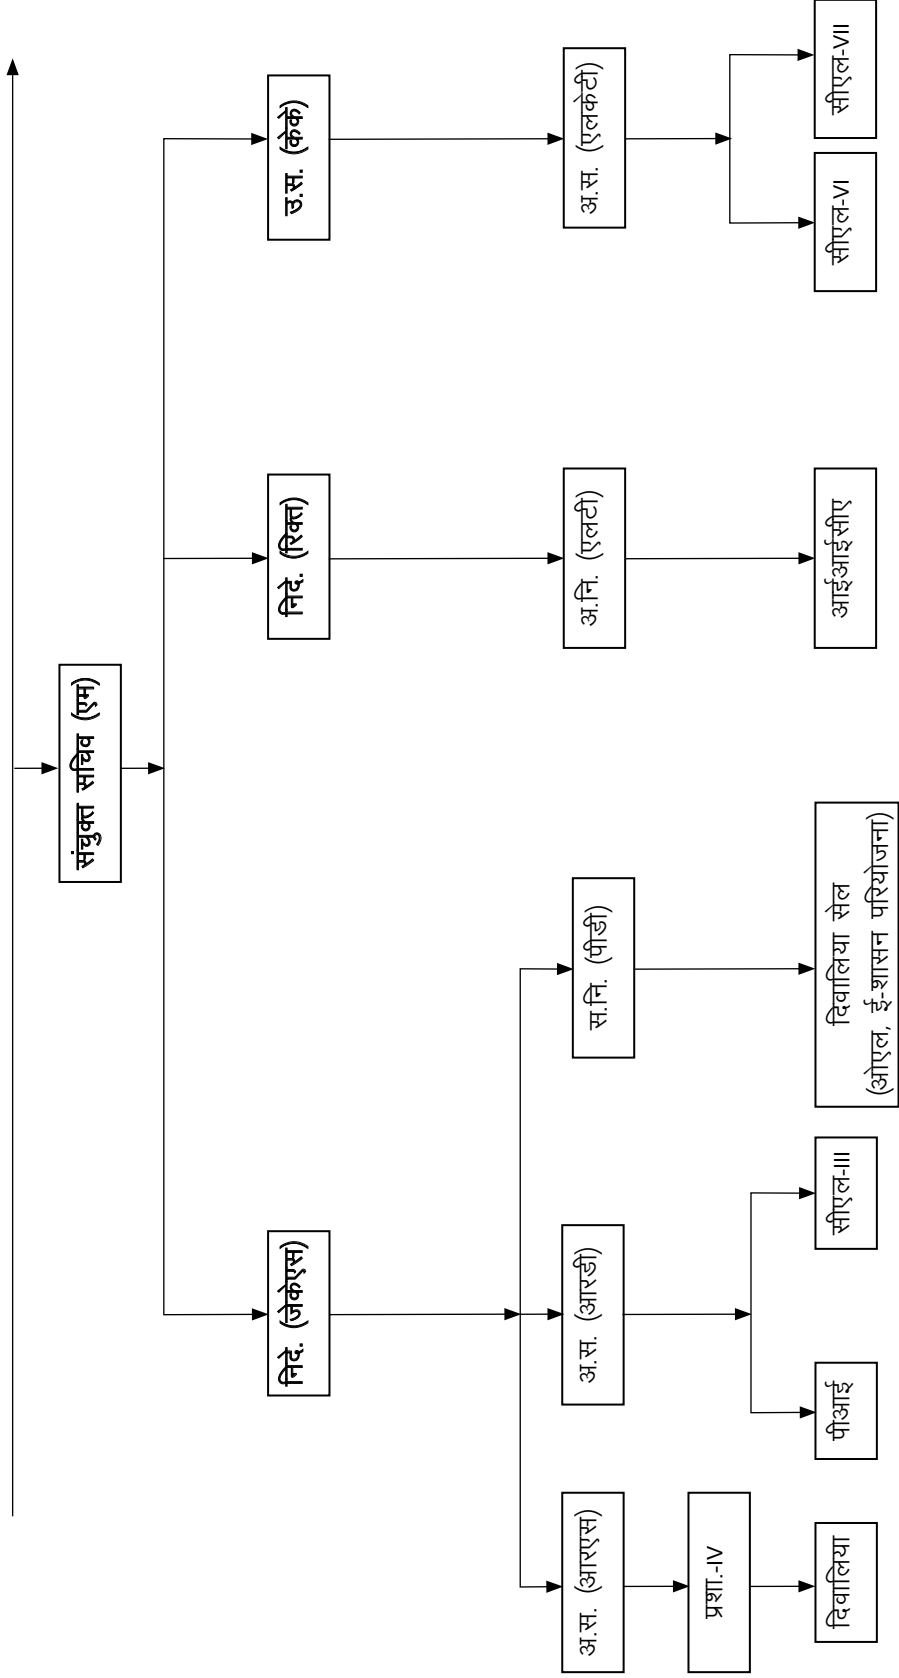 संयुक्त सचिव (एम)
निदे. (जेकेएस)
निदे. (रिक्त)
उ.स. (केके)
अ.स. (आरएस)
अ.स. (आरडी)
स.नि. (पीडी)
अ.नि. (एलटी)
अ.स. (एलकेटी)
प्रशा.-IV
दिवालिया
पीआई
सीएल-III
दिवालिया सेल
(ओएल, ई-शासन परियोजना)
आईआईसीए
सीएल-VI
सीएल-VII